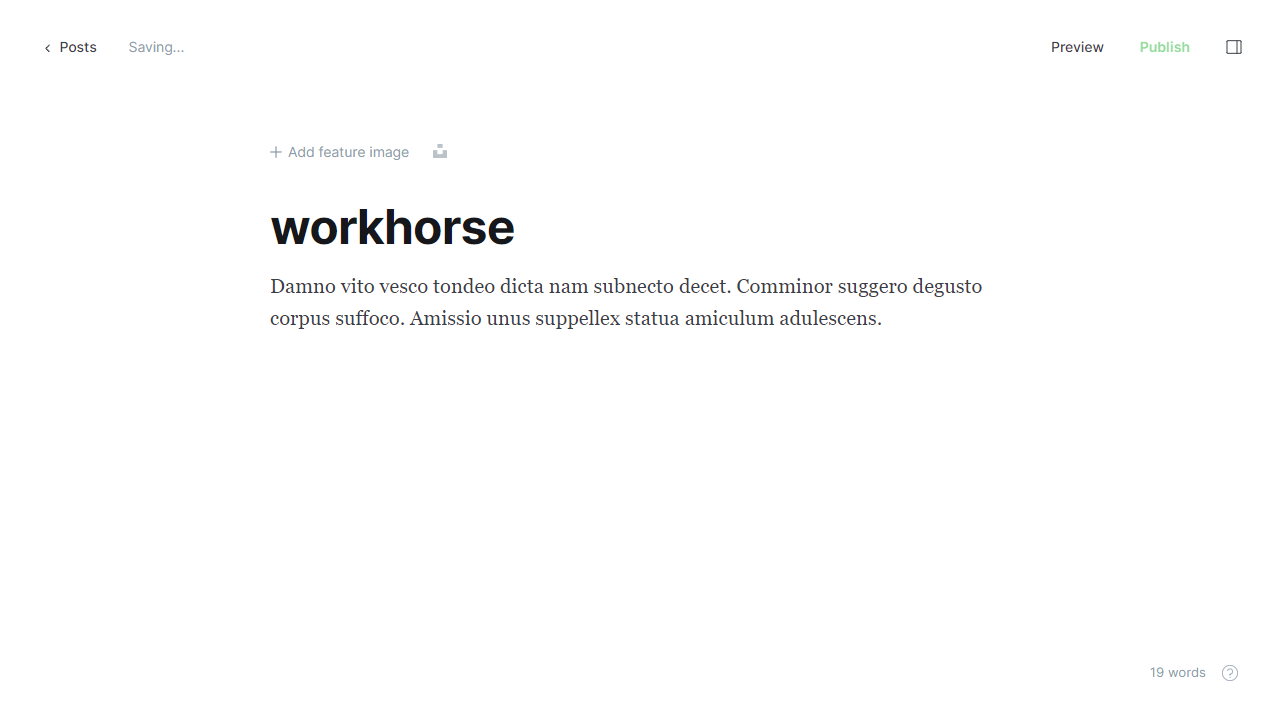 Posts
Saving...
Preview
Publish
Add feature image
workhorse
Damno vito vesco tondeo dicta nam subnecto decet. Comminor suggero degusto
corpus suffoco. Amissio unus suppellex statua amiculum adulescens.
19 words